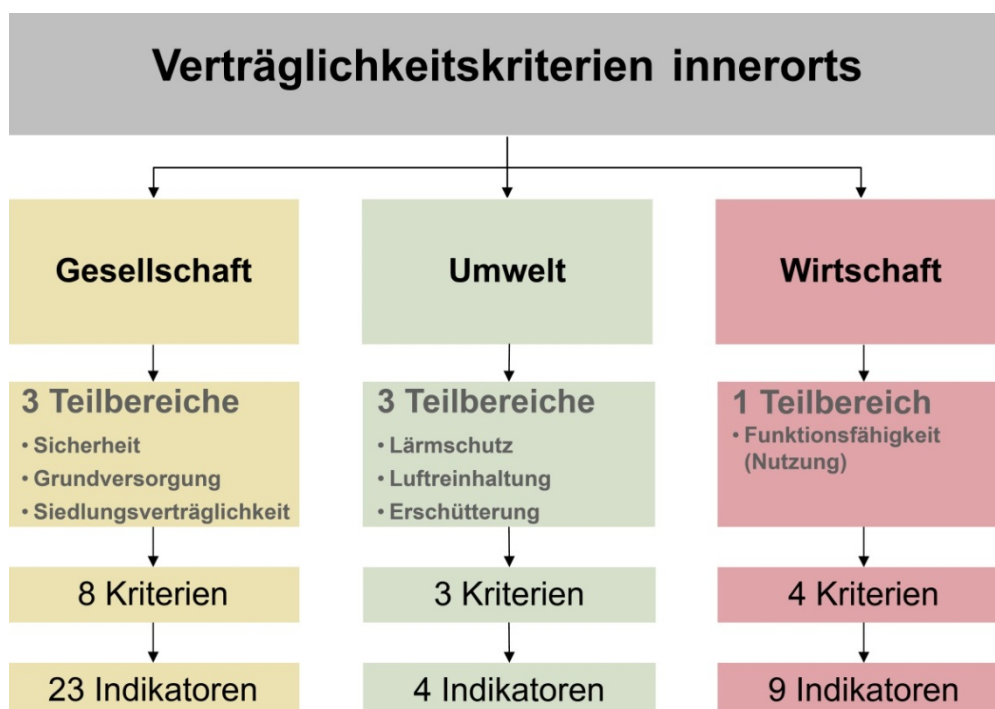 Verträglichkeitskriterien innerorts
Gesellschaft
Umwelt
Wirtschaft
3 Teilbereiche
• Sicherheit
• Grundversorgung
• Siedlungsverträglichkeit
3 Teilbereiche
• Lärmschutz
• Luftreinhaltung
• Erschütterung
1 Teilbereich
• Funktionsfähigkeit
(Nutzung)
8 Kriterien
3 Kriterien
4 Kriterien
23 Indikatoren
4 Indikatoren
9 Indikatoren